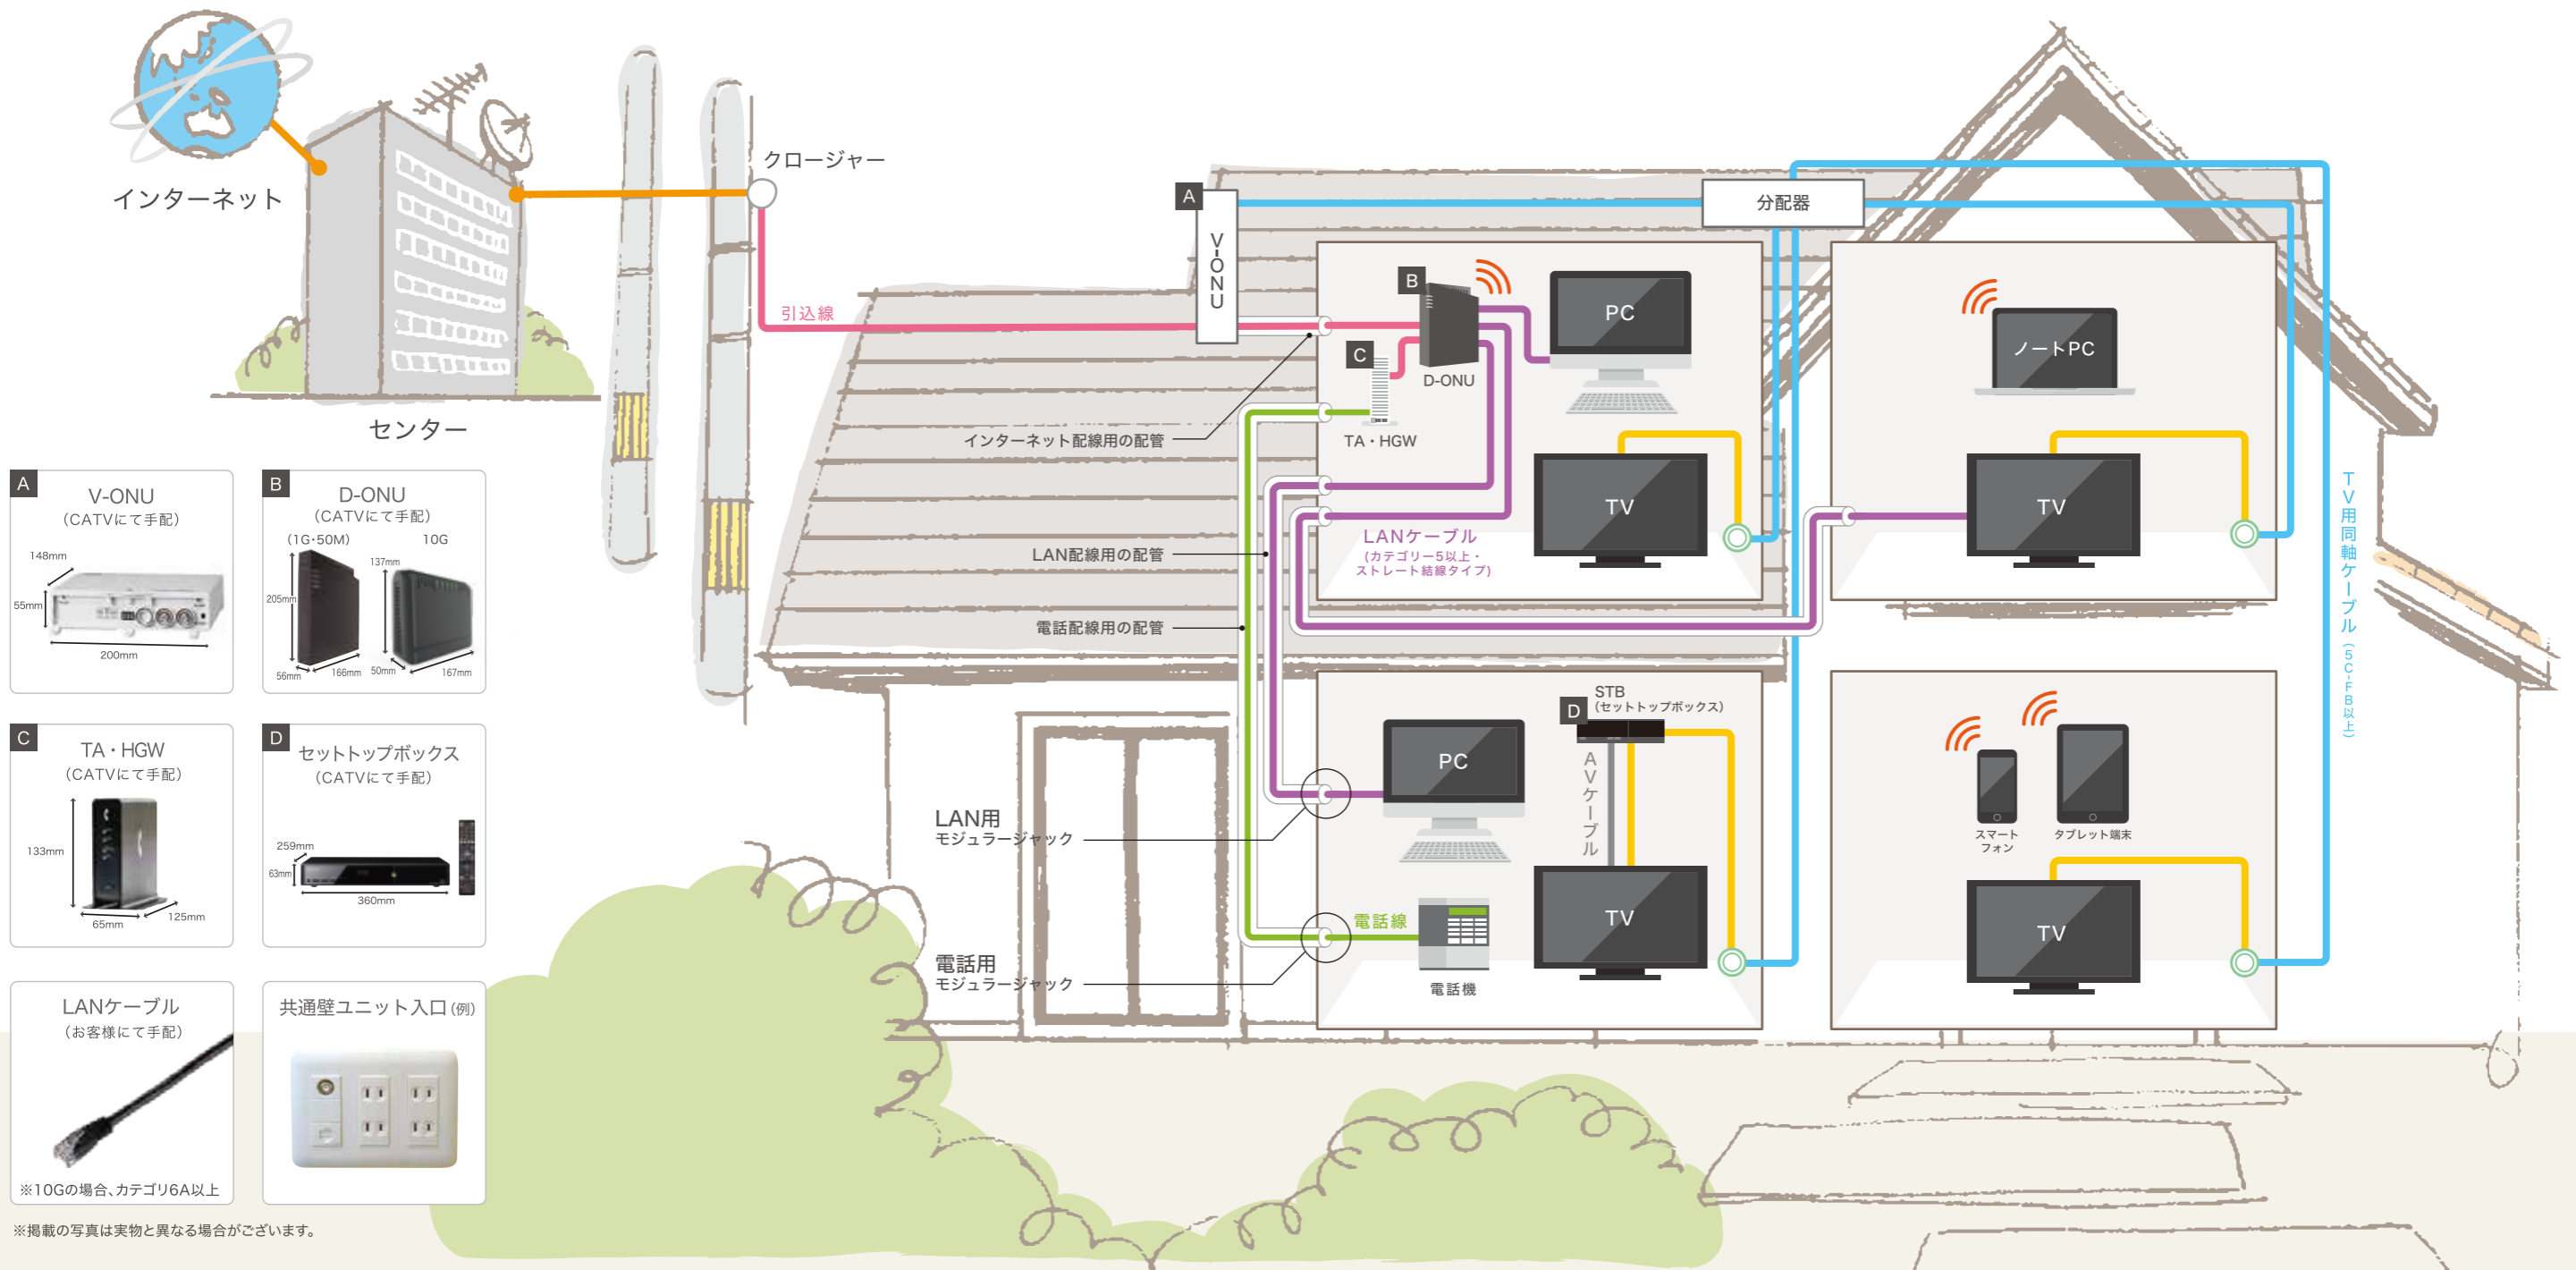 インターネット
センター
クロージャー
引込線
A
V-ONU
分配器
B
D-ONU
C
TA・HGW
PC
TV
ノートPC
TV
インターネット配線用の配管
LAN配線用の配管
電話配線用の配管
LANケーブル
(カテゴリー5以上・
ストレート結線タイプ)
TV用同軸ケーブル(5C-FB以上)
D
STB
(セットトップボックス)
AVケーブル
PC
TV
LAN用
モジュラージャック
電話用
モジュラージャック
電話線
電話機
スマート
フォン
タブレット端末
TV
A
V-ONU
(CATVにて手配)
148mm
55mm
200mm
B
D-ONU
(CATVにて手配)
(1G・50M)
10G
205mm
137mm
56mm
166mm
50mm
167mm
C
TA・HGW
(CATVにて手配)
133mm
65mm
125mm
D
セットトップボックス
(CATVにて手配)
259mm
63mm
360mm
LANケーブル
(お客様にて手配)
※10Gの場合、カテゴリ6A以上
共通壁ユニット入口(例)
※掲載の写真は実物と異なる場合がございます。